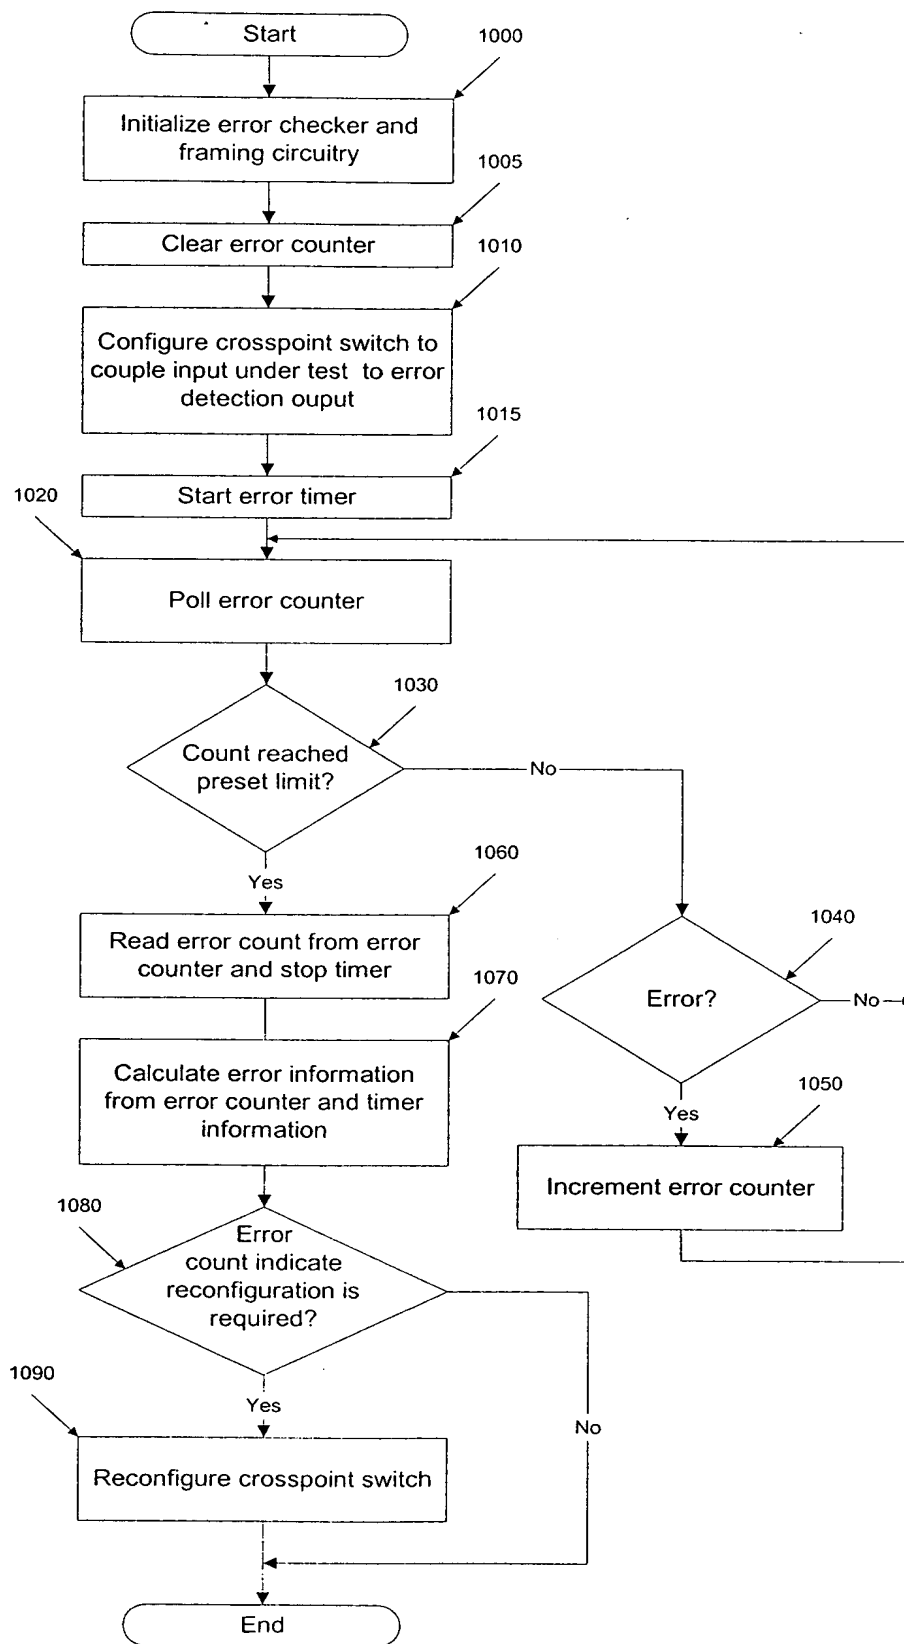 Start
1000
Initialize error checker and
framing circuitry
1005
Clear error counter
1010
Configure crosspoint switch to
couple input under test to error
detection ouput
1015
Start error timer
1020
Poll error counter
1030
Count reached
preset limit?
No
Yes
1060
Read error count from error
counter and stop timer
1040
Error?
No
1070
Calculate error information
from error counter and timer
information
Yes
1050
Increment error counter
1080
Error
count indicate
reconfiguration is
required?
1090
Yes
No
Reconfigure crosspoint switch
End